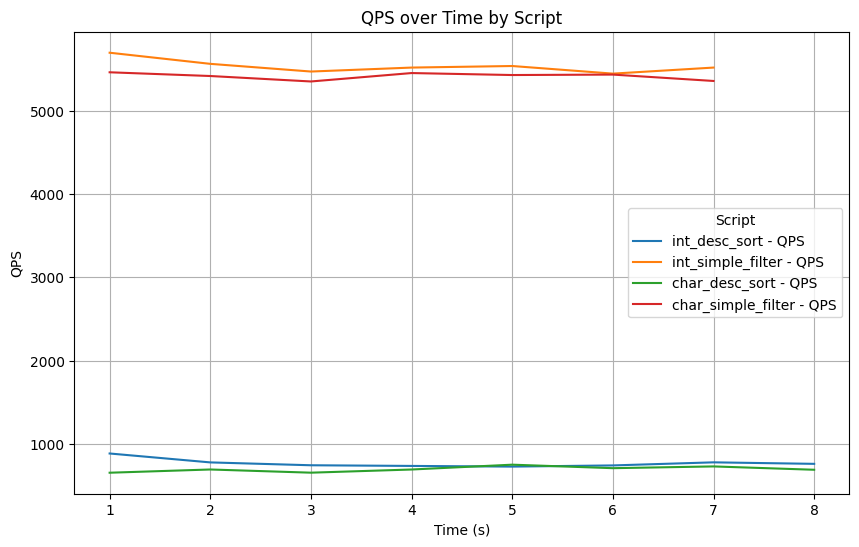 QPS over Time by Script
QPS
5000
4000
3000
2000
1000
Script
int_desc_sort - QPS
int_simple_filter - QPS
char_desc_sort - QPS
char_simple_filter - QPS
1 2 3 4 5 6 7 8
Time (s)